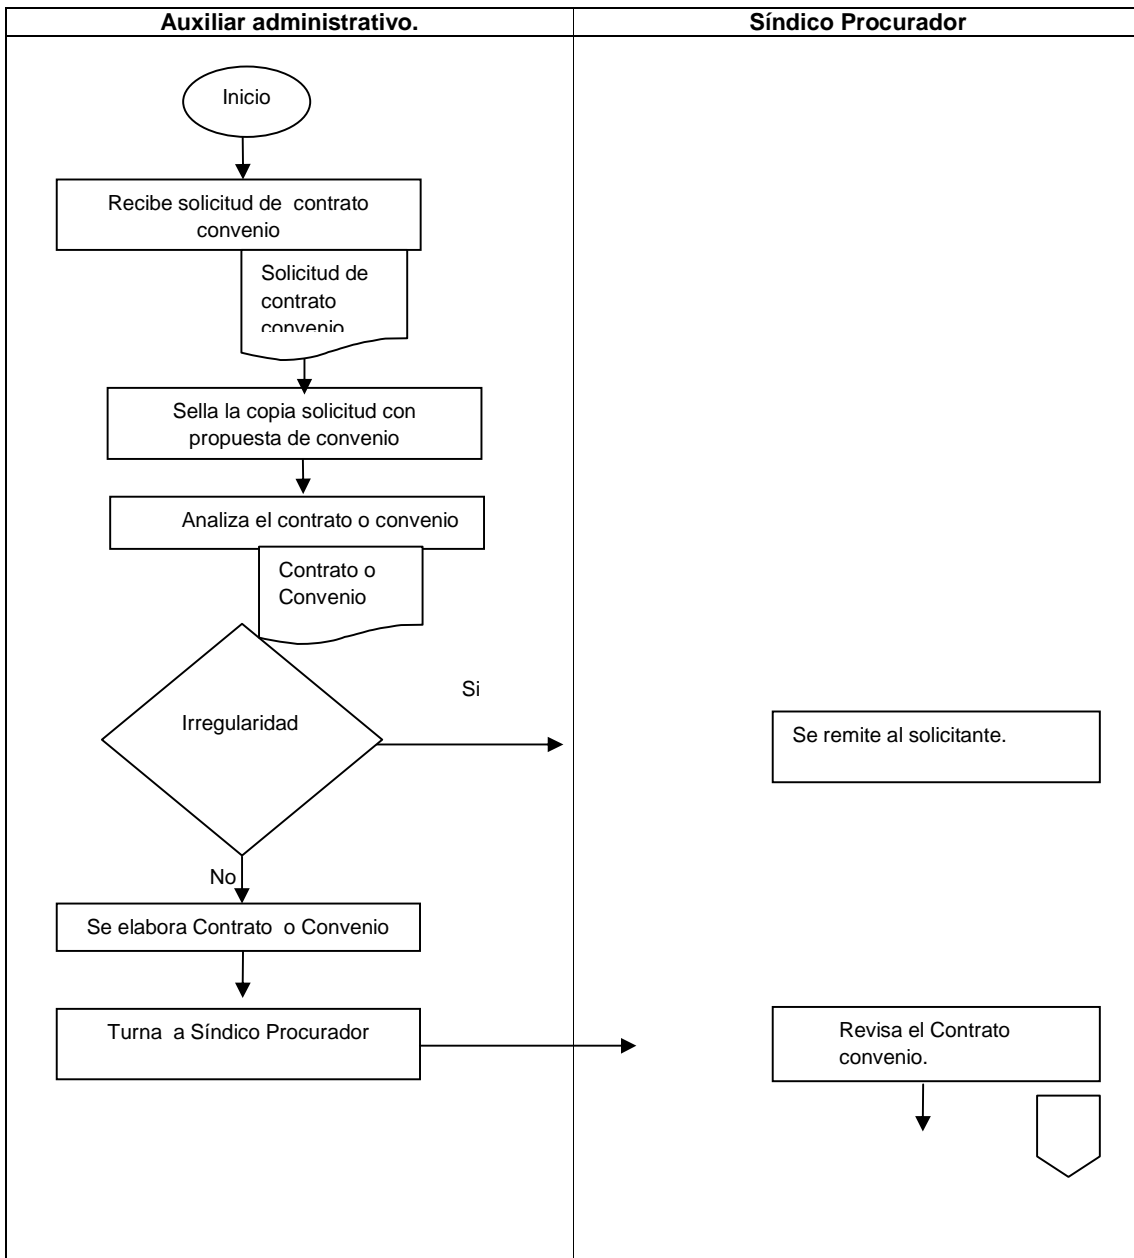 Auxiliar administrativo.
Síndico Procurador
Inicio
Recibe solicitud de contrato
convenio
Solicitud de
contrato
convenio
Sella la copia solicitud con
propuesta de convenio
Analiza el contrato o convenio
Contrato o
Convenio
Si
Irregularidad
Se remite al solicitante.
No
Se elabora Contrato o Convenio
Turna a Síndico Procurador
Revisa el Contrato
convenio.